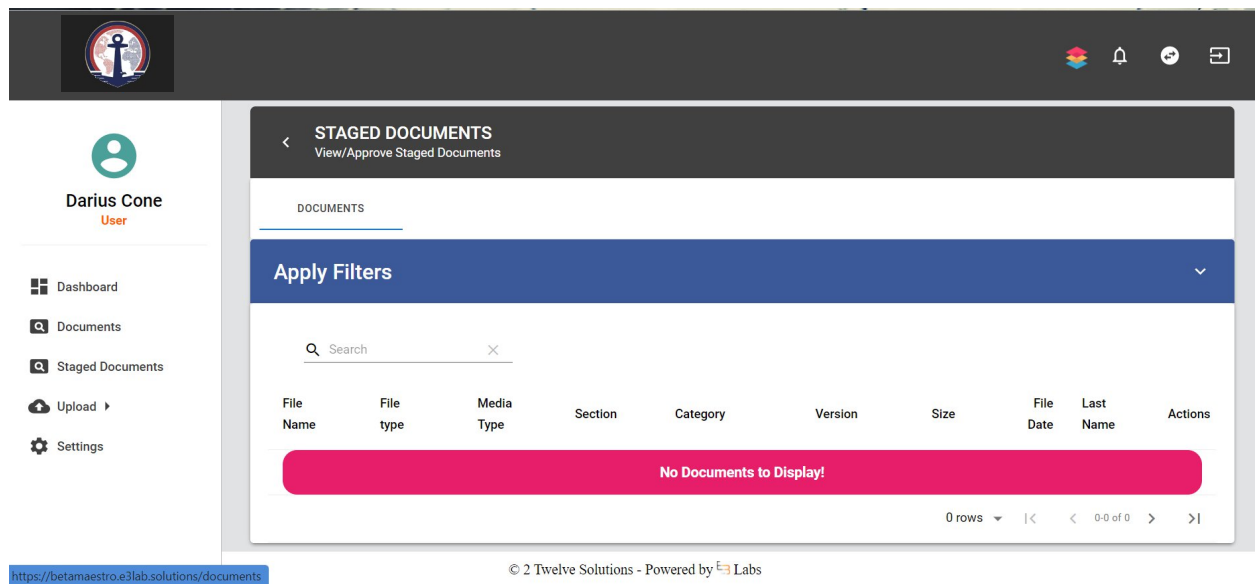 STAGED DOCUMENTS
View/Approve Staged Documents
Darius Cone
User
DOCUMENTS
Apply Filters
Dashboard
Documents
Staged Documents
Upload
Settings
Search
File Name File type Media Type Section Category Version Size File Date Last Name Actions
No Documents to Display!
0 rows 0-0 of 0
© 2 Twelve Solutions - Powered by E3 Labs
https://betamaestro.e3lab.solutions/documents